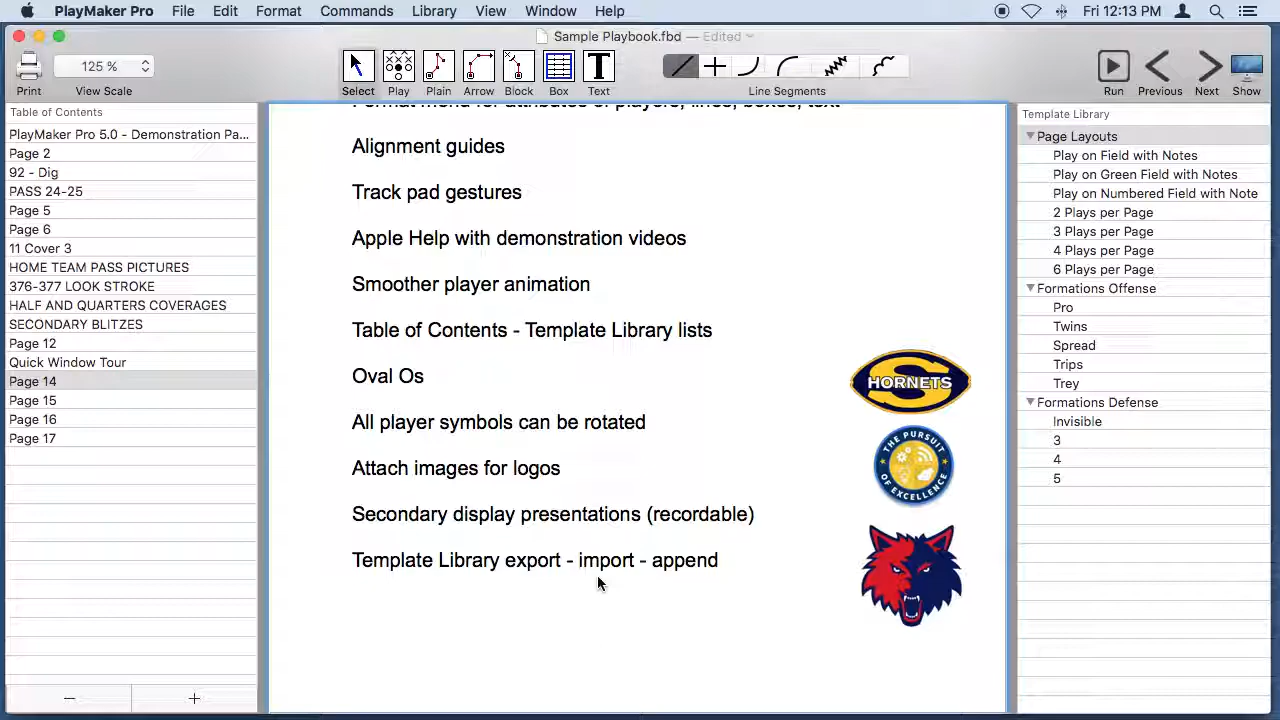 PlayMaker Pro File Edit Format Commands Library View Window Help Fri 12:13 PM
Sample Playbook.fbd — Edited
125 %
Print View Scale Select Play Plain Arrow Block Box Text Line Segments Run Previous Next Show
T
Table of Contents
PlayMaker Pro 5.0 - Demonstration Pa...
Page 2
92 - Dig
PASS 24-25
Page 5
Page 6
11 Cover 3
HOME TEAM PASS PICTURES
376-377 LOOK STROKE
HALF AND QUARTERS COVERAGES
SECONDARY BLITZES
Page 12
Quick Window Tour
Page 14
Page 15
Page 16
Page 17
− +
Format menu for attributes of players, lines, boxes, text
Alignment guides
Track pad gestures
Apple Help with demonstration videos
Smoother player animation
Table of Contents - Template Library lists
Oval Os
All player symbols can be rotated
Attach images for logos
Secondary display presentations (recordable)
Template Library export - import - append
S
HORNETS
THE PURSUIT
OF EXCELLENCE
Template Library
Page Layouts
Play on Field with Notes
Play on Green Field with Notes
Play on Numbered Field with Note
2 Plays per Page
3 Plays per Page
4 Plays per Page
6 Plays per Page
Formations Offense
Pro
Twins
Spread
Trips
Trey
Formations Defense
Invisible
3
4
5